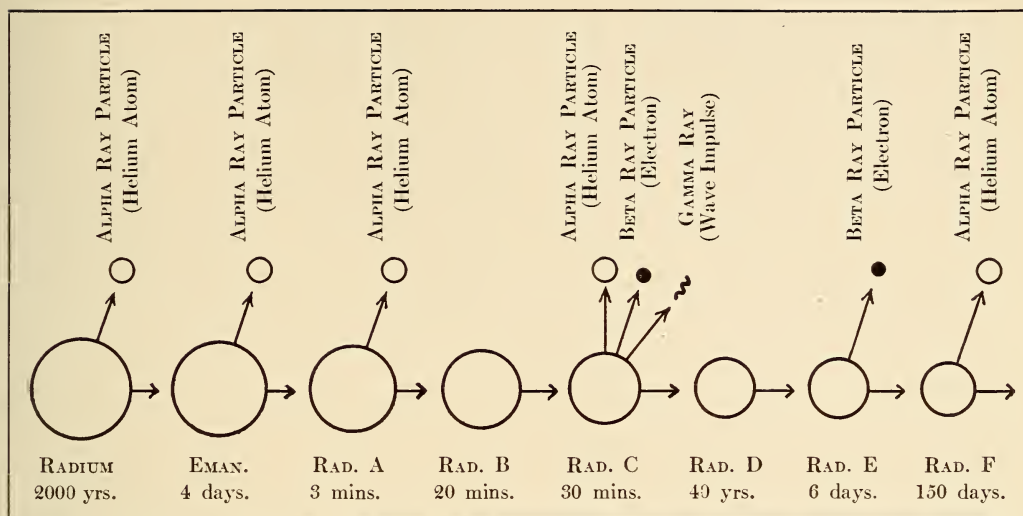 ALPHA RAY PARTICLE
(Helium Atom)
ALPHA RAY PARTICLE
(Helium Atom)
ALPHA RAY PARTICLE
(Helium Atom)
ALPHA RAY PARTICLE
(Helium Atom)
BETA RAY PARTICLE
(Electron)
GAMMA RAY
(Wave Impulse)
BETA RAY PARTICLE
(Electron)
ALPHA RAY PARTICLE
(Helium Atom)
RADIUM
2000 yrs.
EMAN.
4 days.
RAD. A
3 mins.
RAD. B
20 mins.
RAD. C
30 mins.
RAD. D
40 yrs.
RAD. E
6 days.
RAD. F
150 days.